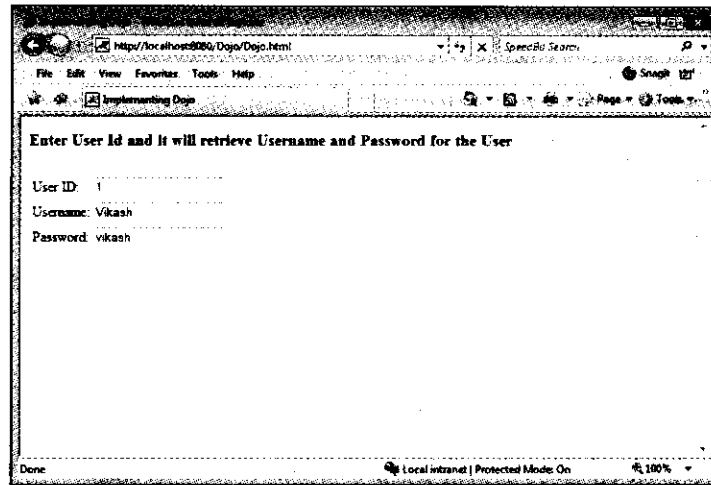 http://localhost:8080/Dojo/Dojo.html
SpeedBit Search
File Edit View Favorites Tools Help
Snagit
Implementing Dojo
Page Tools
Enter User Id and it will retrieve Username and Password for the User
User ID: 1
Username: Vikash
Password: vikash
Done
Local intranet | Protected Mode: On
100%